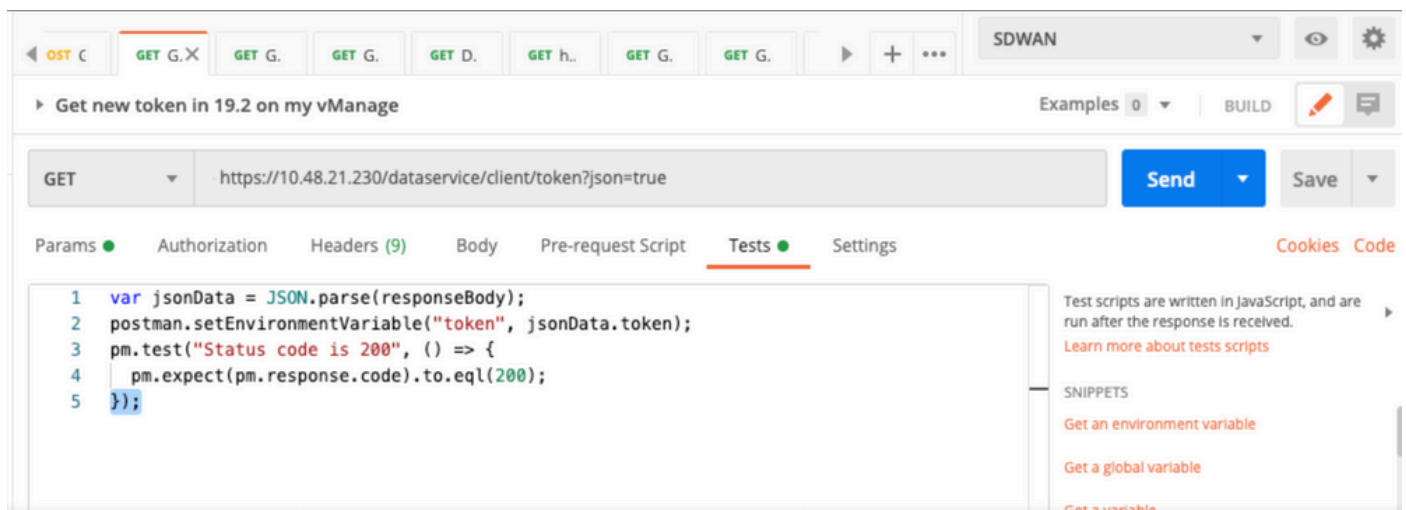 OST C GET G. GET G. GET G. GET D. GET h.. GET G. GET G. + ••• SDWAN
Get new token in 19.2 on my vManage Examples 0 BUILD
GET https://10.48.21.230/dataservice/client/token?json=true Send Save
Params Authorization Headers (9) Body Pre-request Script Tests Settings Cookies Code
1 var jsonData = JSON.parse(responseBody);
2 postman.setEnvironmentVariable("token", jsonData.token);
3 pm.test("Status code is 200", () => {
4 pm.expect(pm.response.code).to.eql(200);
5 });
Test scripts are written in JavaScript, and are
run after the response is received.
Learn more about tests scripts
SNIPPETS
Get an environment variable
Get a global variable
Get a variable